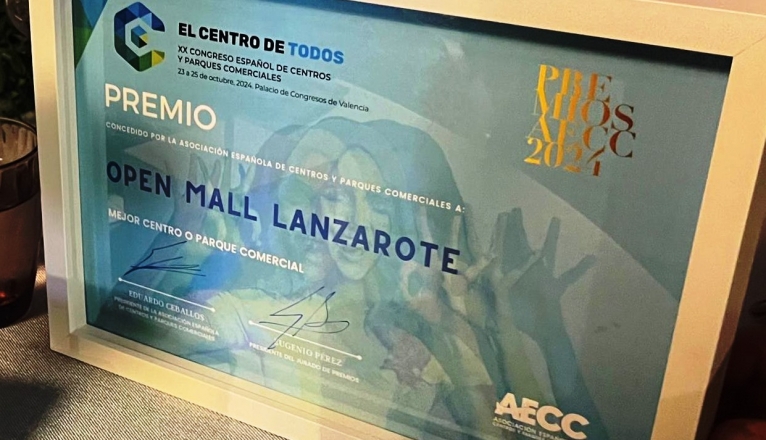 EL CENTRO DE TODOS
XX CONGRESO ESPAÑOL DE CENTROS
Y PARQUES COMERCIALES
23 a 25 de octubre, 2024. Palacio de Congresos de Valencia
PRE
MIOS
AECC
2024
PREMIO
CONCEDIDO POR LA ASOCIACIÓN ESPAÑOLA DE CENTROS Y PARQUES COMERCIALES A:
OPEN MALL LANZAROTE
MEJOR CENTRO O PARQUE COMERCIAL
EDUARDO CEBALLOS
PRESIDENTE DE LA ASOCIACIÓN ESPAÑOLA
DE CENTROS Y PARQUES COMERCIALES
EUGENIO PÉREZ
PRESIDENTE DEL JURADO DE PREMIOS
AECC
ASOCIACIÓN